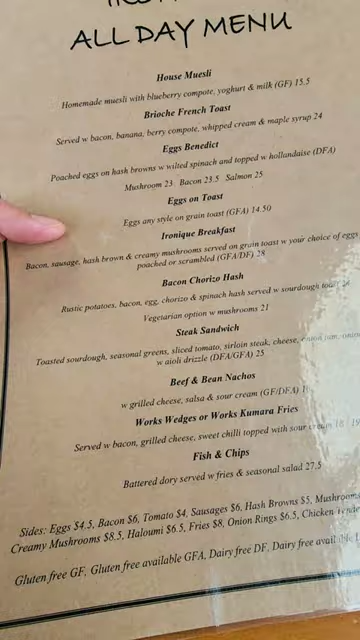 ALL DAY MENU
House Muesli
Homemade muesli with blueberry compote, yoghurt & milk (GF) 15.5
Brioche French Toast
Served w bacon, banana, berry compote, whipped cream & maple syrup 24
Eggs Benedict
Poached eggs on hash browns w wilted spinach and topped w hollandaise (DFA)
Mushroom 23 Bacon 23.5 Salmon 25
Eggs on Toast
Eggs any style on grain toast (GFA) 14.50
Ironique Breakfast
Bacon, sausage, hash brown & creamy mushrooms served on grain toast w your choice of eggs
poached or scrambled (GFA/DF) 28
Bacon Chorizo Hash
Rustic potatoes, bacon, egg, chorizo & spinach hash served w sourdough toast
Vegetarian option w mushrooms 21
Steak Sandwich
Toasted sourdough, seasonal greens, sliced tomato, sirloin steak, cheese, onion jam,
w aioli drizzle (DFA/GFA) 25
Beef & Bean Nachos
w grilled cheese, salsa & sour cream (GF/DFA)
Works Wedges or Works Kumara Fries
Served w bacon, grilled cheese, sweet chilli topped with sour cream 18
Fish & Chips
Battered dory served w fries & seasonal salad 27.5
Sides: Eggs $4.5, Bacon $6, Tomato $4, Sausages $6, Hash Browns $5, Mushrooms
Creamy Mushrooms $8.5, Haloumi $6.5, Fries $8, Onion Rings $6.5, Chicken
Gluten free GF, Gluten free available GFA, Dairy free DF, Dairy free available